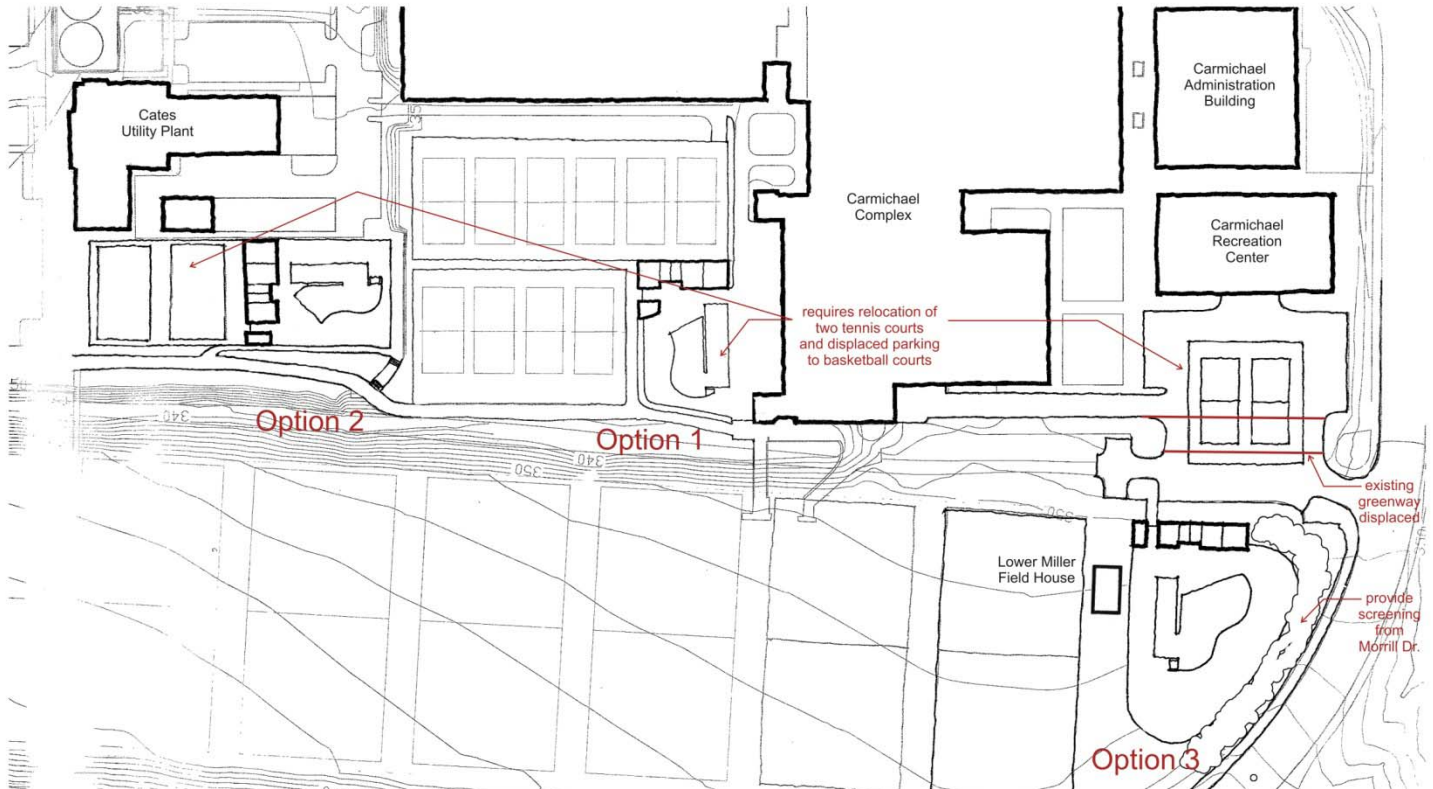 Cates
Utility Plant
Carmichael
Administration
Building
Carmichael
Complex
Carmichael
Recreation
Center
requires relocation of
two tennis courts
and displaced parking
to basketball courts
340
Option 2
Option 1
350
340
existing
greenway
displaced
350
Lower Miller
Field House
provide
screening
from
Morrill Dr.
Option 3